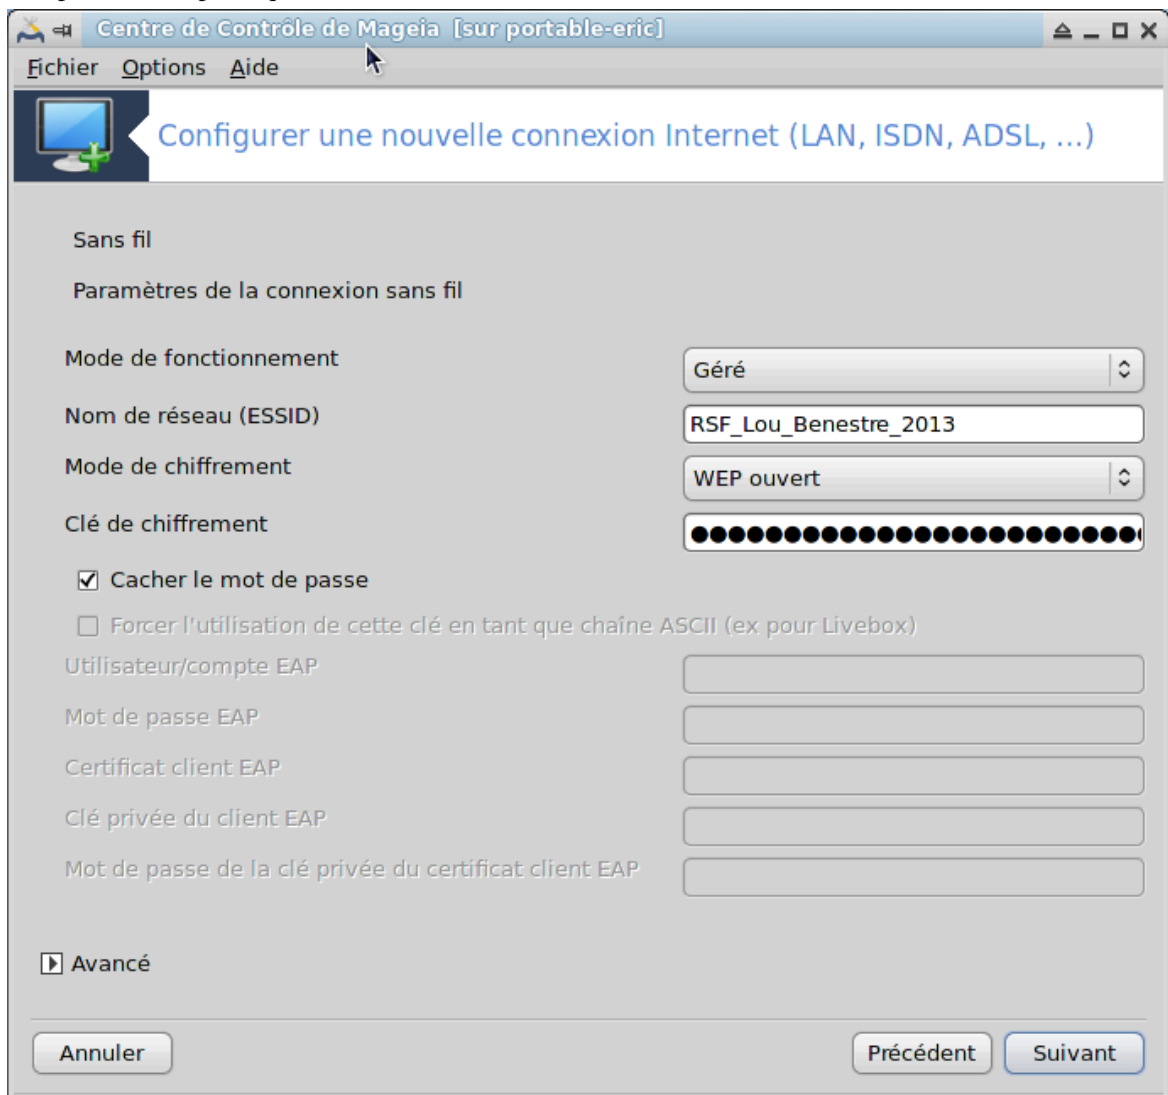 Centre de Contrôle de Mageia [sur portable-eric]
Fichier Options Aide
Configurer une nouvelle connexion Internet (LAN, ISDN, ADSL, ...)
Sans fil
Paramètres de la connexion sans fil
Mode de fonctionnement
Géré
Nom de réseau (ESSID)
RSF_Lou_Benestre_2013
Mode de chiffrement
WEP ouvert
Clé de chiffrement
Cacher le mot de passe
Forcer l'utilisation de cette clé en tant que chaîne ASCII (ex pour Livebox)
Utilisateur/compte EAP
Mot de passe EAP
Certificat client EAP
Clé privée du client EAP
Mot de passe de la clé privée du certificat client EAP
Avancé
Annuler Précédent Suivant